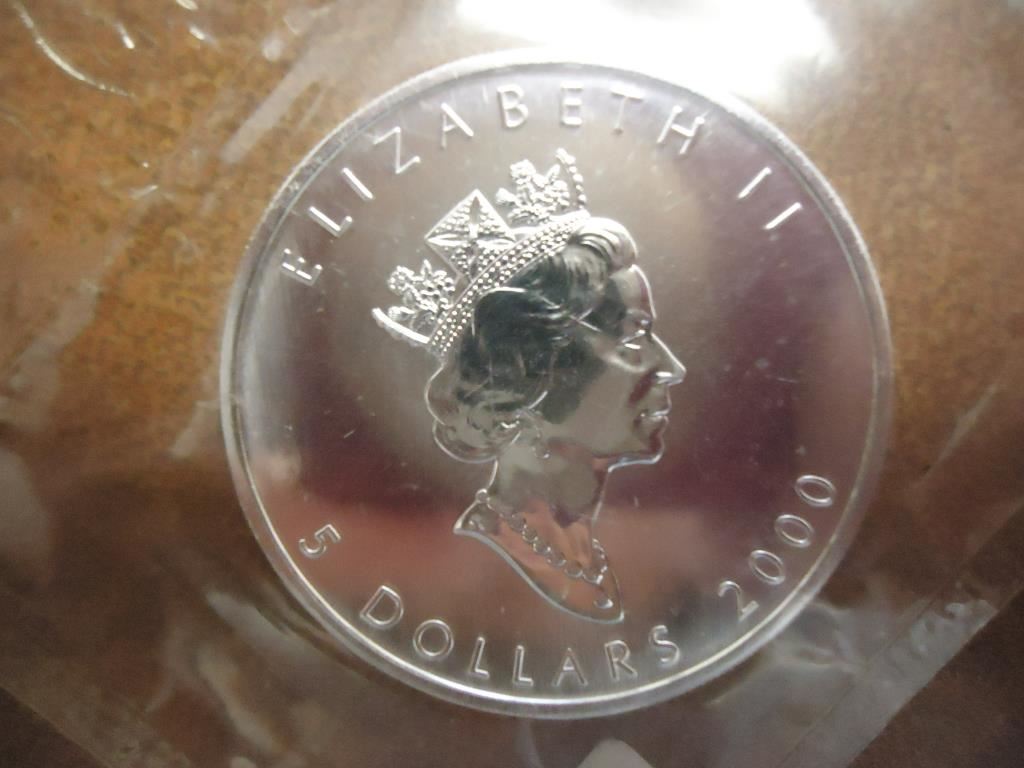 ELIZABETH II
5 DOLLARS 2000